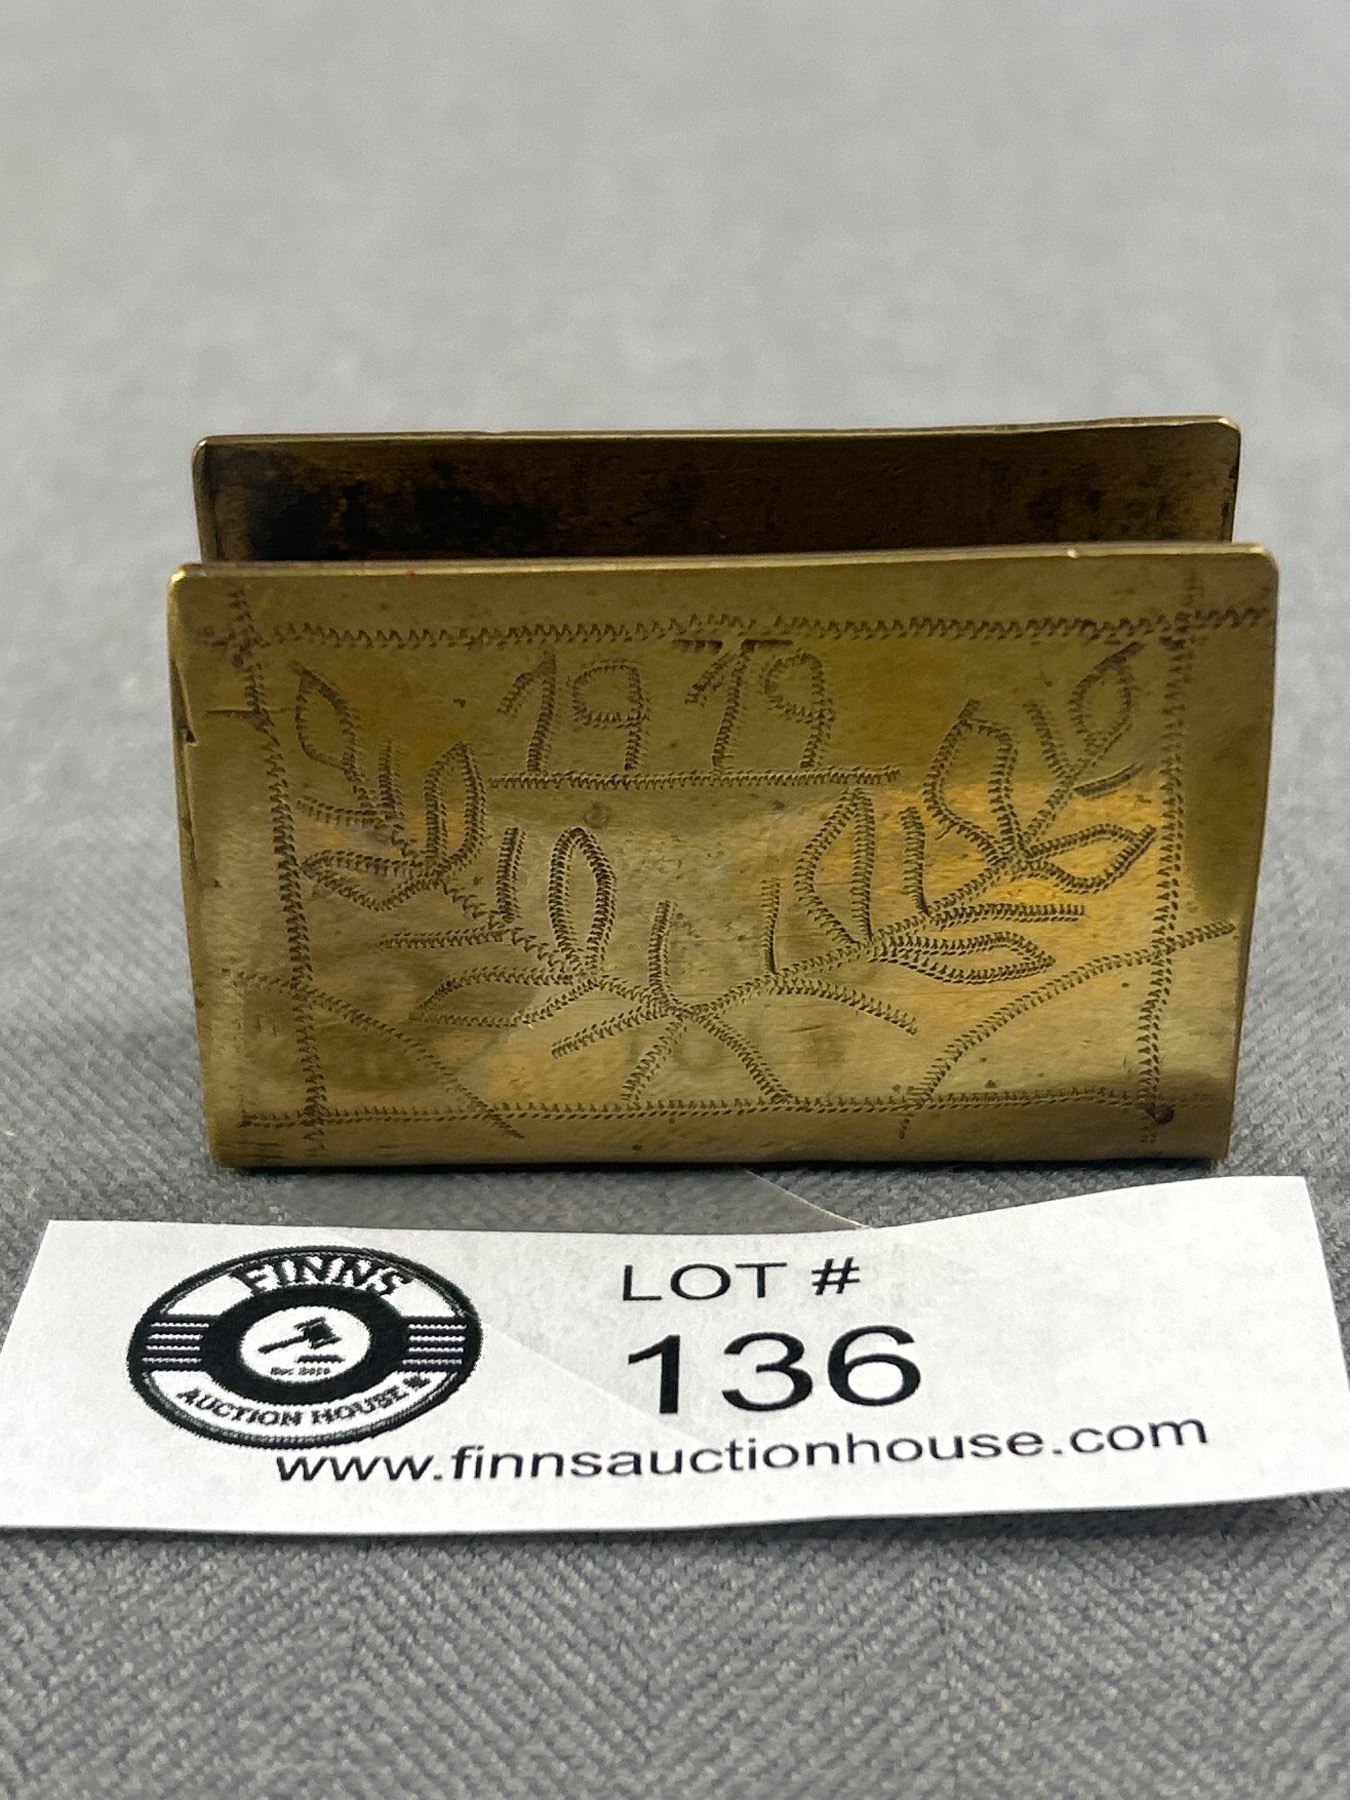 1919
FINNS
AUCTION HOUSE
LOT #
136
www.finnsauctionhouse.com